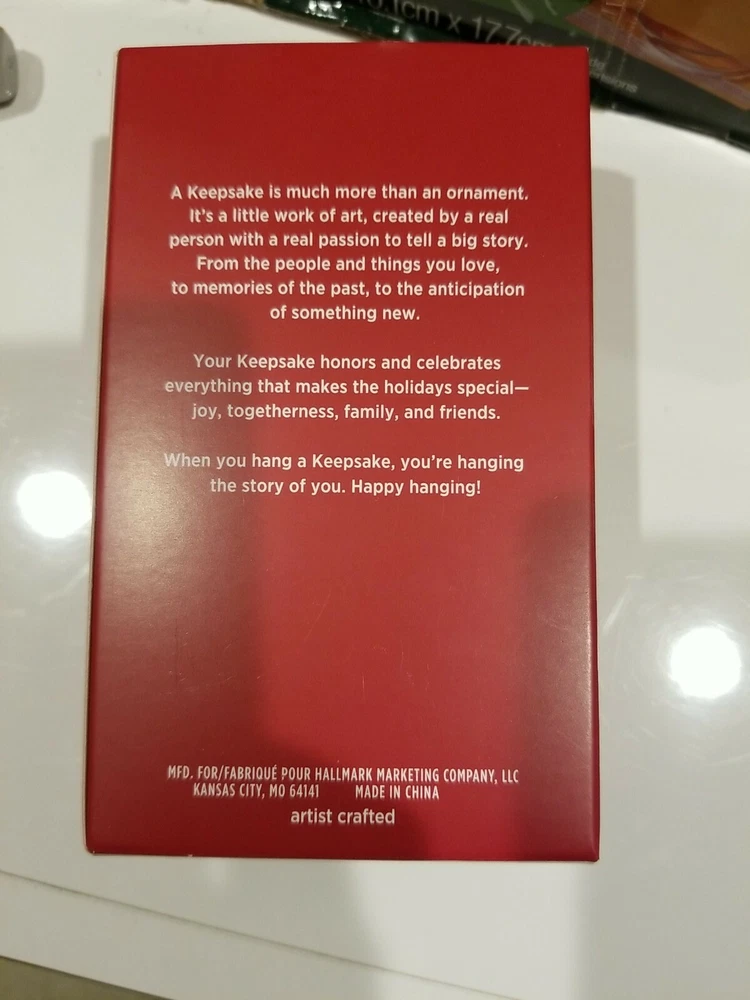 x 17.7cm
A Keepsake is much more than an ornament.
It's a little work of art, created by a real
person with a real passion to tell a big story.
From the people and things you love,
to memories of the past, to the anticipation
of something new.
Your Keepsake honors and celebrates
everything that makes the holidays special—
joy, togetherness, family, and friends.
When you hang a Keepsake, you're hanging
the story of you. Happy hanging!
MFD. FOR/FABRIQUÉ POUR HALLMARK MARKETING COMPANY, LLC
KANSAS CITY, MO 64141 MADE IN CHINA
artist crafted